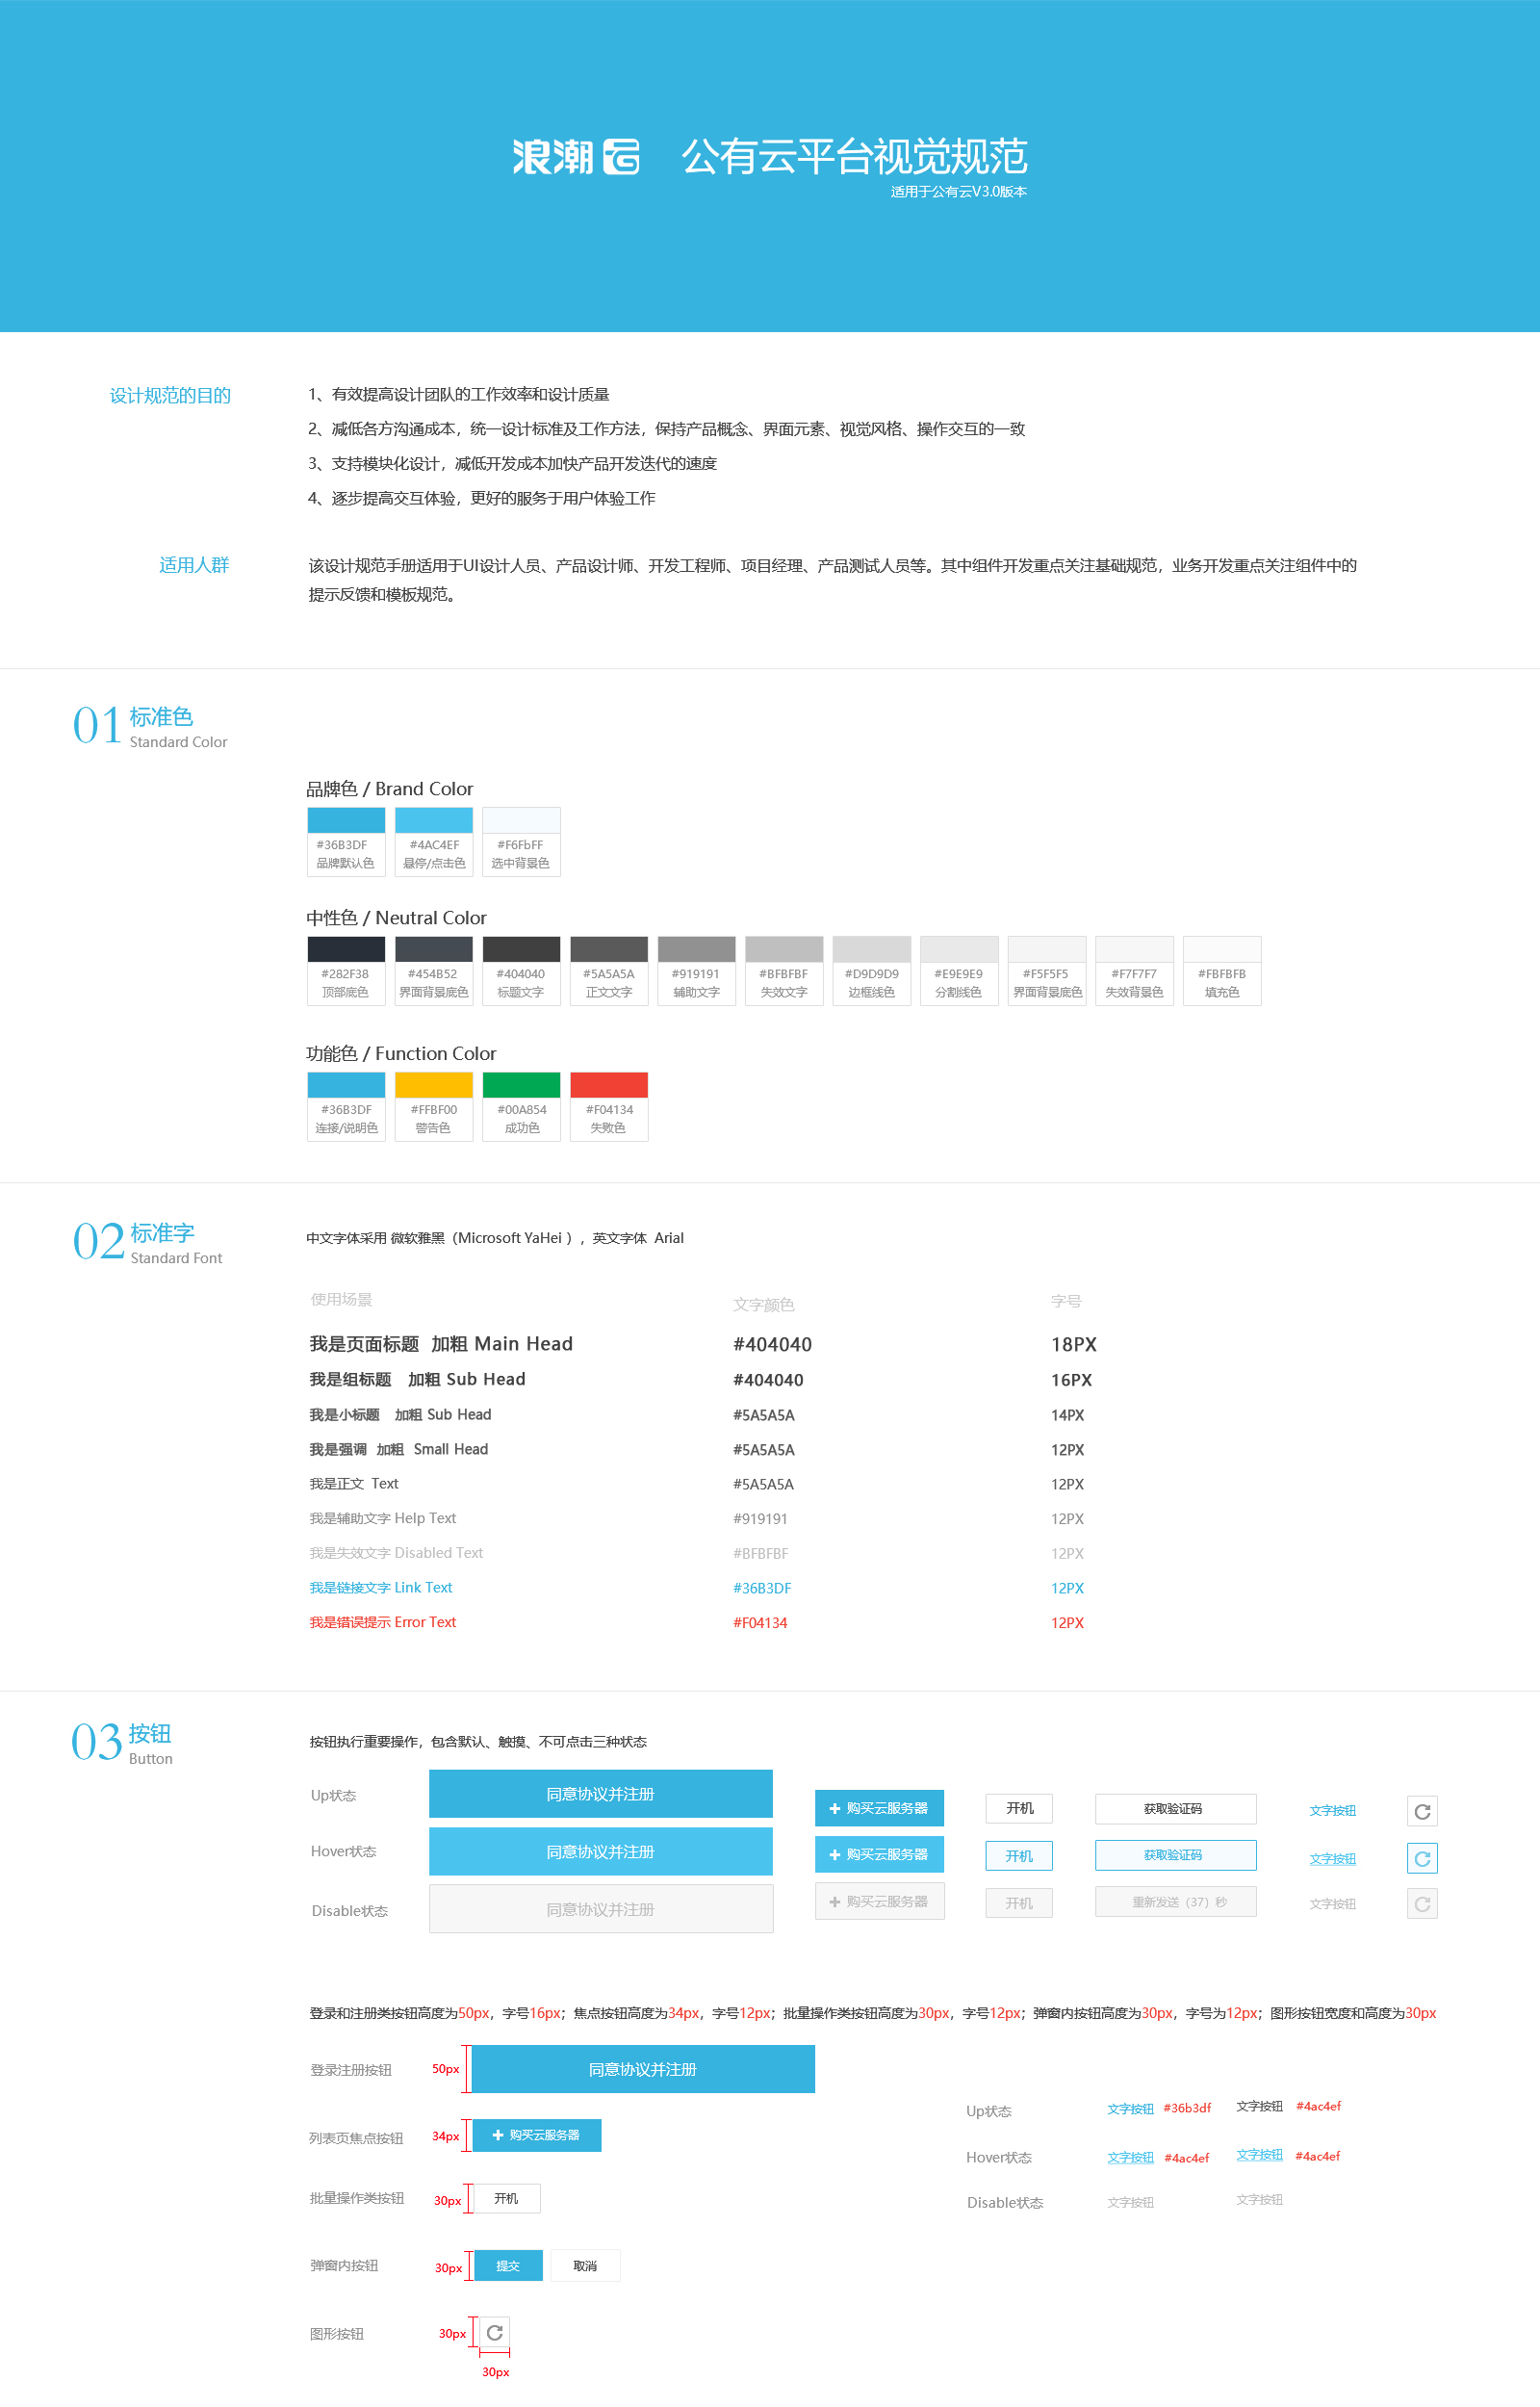 浪潮云 公有云平台视觉规范
适用于公有云V3.0版本
设计规范的目的
1、有效提高设计团队的工作效率和设计质量
2、减低各方沟通成本，统一设计标准及工作方法，保持产品概念、界面元素、视觉风格、操作交互的一致
3、支持模块化设计，减低开发成本加快产品开发迭代的速度
4、逐步提高交互体验，更好的服务于用户体验工作
适用人群
该设计规范手册适用于UI设计人员、产品设计师、开发工程师、项目经理、产品测试人员等。其中组件开发重点关注基础规范，业务开发重点关注组件中的
提示反馈和模板规范。
01 标准色
Standard Color
品牌色 / Brand Color
#36B3DF #4AC4EF #F6FbFF
品牌默认色 悬停/点击色 选中背景色
中性色 / Neutral Color
#282F38 #454B52 #404040 #5A5A5A #919191 #BFBFBF #D9D9D9 #E9E9E9 #F5F5F5 #F7F7F7 #FBFBFB
顶部底色 界面背景底色 标题文字 正文文字 辅助文字 失效文字 边框线色 分割线色 界面背景底色 失效背景色 填充色
功能色 / Function Color
#36B3DF #FFBF00 #00A854 #F04134
连接/说明色 警告色 成功色 失败色
02 标准字
Standard Font
中文字体采用 微软雅黑（Microsoft YaHei ），英文字体 Arial
使用场景 文字颜色 字号
我是页面标题 加粗 Main Head #404040 18PX
我是组标题 加粗 Sub Head #404040 16PX
我是小标题 加粗 Sub Head #5A5A5A 14PX
我是强调 加粗 Small Head #5A5A5A 12PX
我是正文 Text #5A5A5A 12PX
我是辅助文字 Help Text #919191 12PX
我是失效文字 Disabled Text #BFBFBF 12PX
我是链接文字 Link Text #36B3DF 12PX
我是错误提示 Error Text #F04134 12PX
03 按钮
Button
按钮执行重要操作，包含默认、触摸、不可点击三种状态
Up状态 同意协议并注册 购买云服务器 开机 获取验证码 文字按钮
Hover状态 同意协议并注册 购买云服务器 开机 获取验证码 文字按钮
Disable状态 同意协议并注册 购买云服务器 开机 重新发送（37）秒 文字按钮
登录和注册类按钮高度为50px，字号16px；焦点按钮高度为34px，字号12px；批量操作类按钮高度为30px，字号12px；弹窗内按钮高度为30px，字号为12px；图形按钮宽度和高度为30px
登录注册按钮 50px 同意协议并注册
Up状态 文字按钮 #36b3df 文字按钮 #4ac4ef
列表页焦点按钮 34px 购买云服务器
Hover状态 文字按钮 #4ac4ef 文字按钮 #4ac4ef
批量操作类按钮 30px 开机
Disable状态 文字按钮 文字按钮
弹窗内按钮 30px 提交 取消
图形按钮 30px
30px